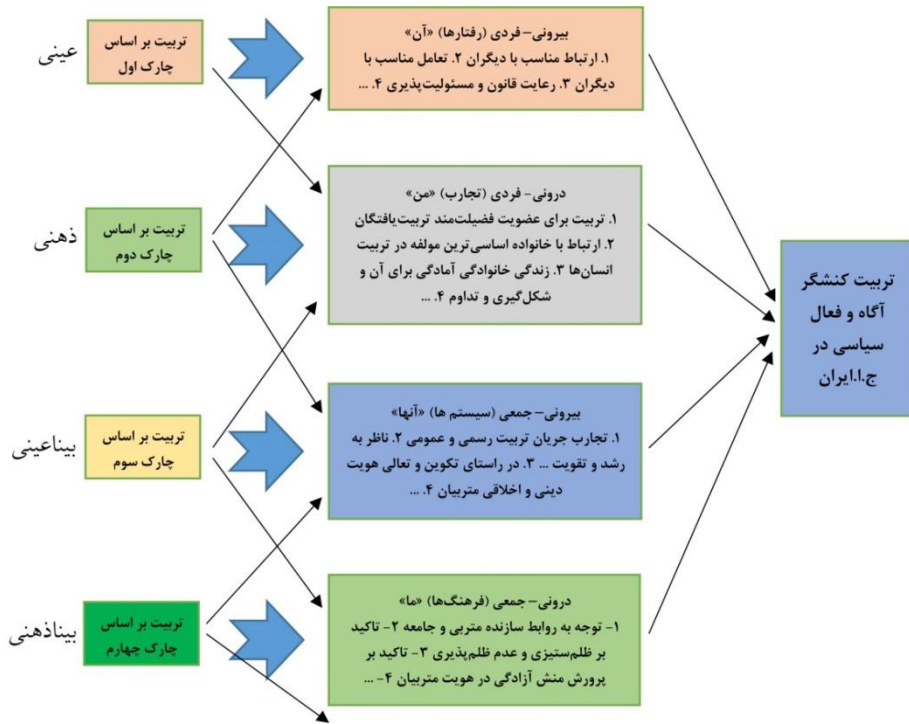 عینی
تربیت بر اساس
چارک اول
بیرونی- فردی (رفتارها) «آن»
۱. ارتباط مناسب با دیگران ۲. تعامل مناسب با
دیگران ۳. رعایت قانون و مسئولیت‌پذیری ۴. ...
ذهنی
تربیت بر اساس
چارک دوم
درونی- فردی (تجارب) «من»
۱. تربیت برای عضویت فضیلت‌مند تربیت‌یافتگان
۲. ارتباط با خانواده اساسی‌ترین مولفه در تربیت
انسان‌ها ۳. زندگی خانوادگی آمادگی برای آن و
شکل‌گیری و تداوم ۴. ...
بیناعینی
تربیت بر اساس
چارک سوم
بیرونی- جمعی (سیستم ها) «آنها»
۱. تجارب جریان تربیت رسمی و عمومی ۲. ناظر به
رشد و تقویت ... ۳. در راستای تکوین و تعالی هویت
دینی و اخلاقی متربیان ۴. ...
بیناذهنی
تربیت بر اساس
چارک چهارم
درونی- جمعی (فرهنگ‌ها) «ما»
۱- توجه به روابط سازنده متربی و جامعه ۲- تاکید
بر ظلم‌ستیزی و عدم ظلم‌پذیری ۳- تاکید بر
پرورش منش آزادگی در هویت متربیان ۴- ...
تربیت کنشگر
آگاه و فعال
سیاسی در
ج.ا.ایران